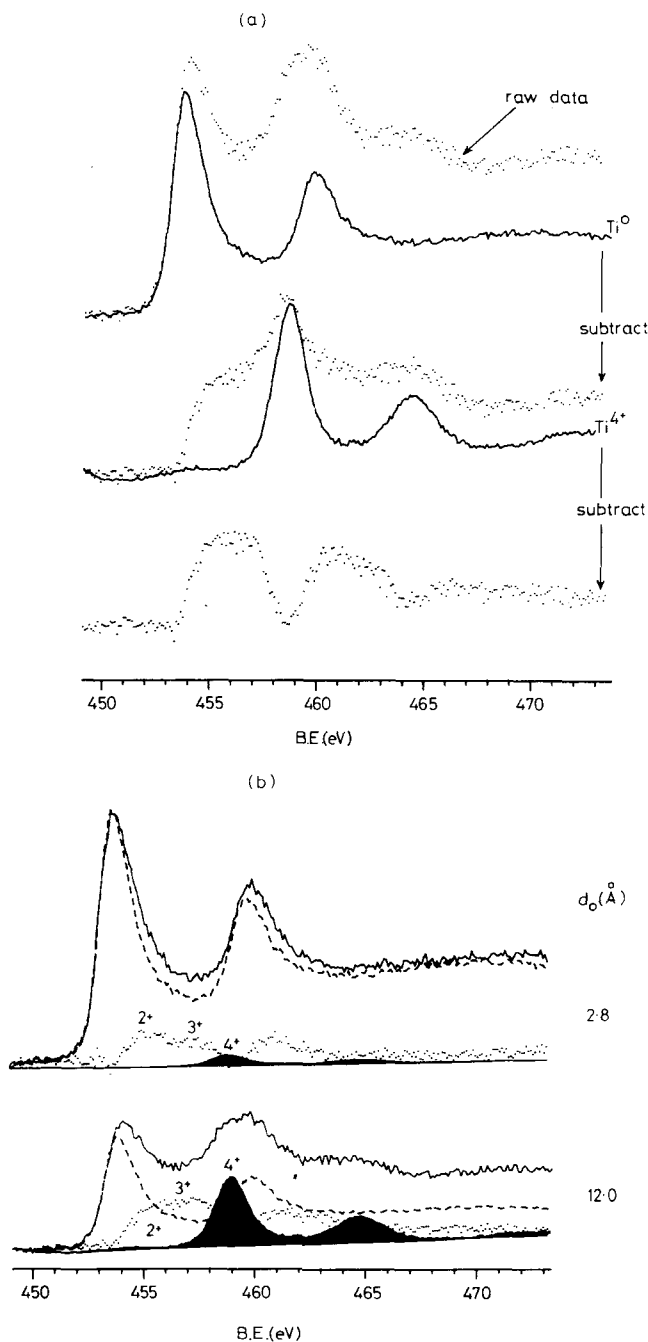 (a)
raw data
Ti⁰
subtract
Ti⁴⁺
subtract
450 455 460 465 470
B.E.(eV)
(b)
dₒ(Å)
2+ 3+ 4+
2·8
4+
3+
2+
12·0
450 455 460 465 470
B.E.(eV)